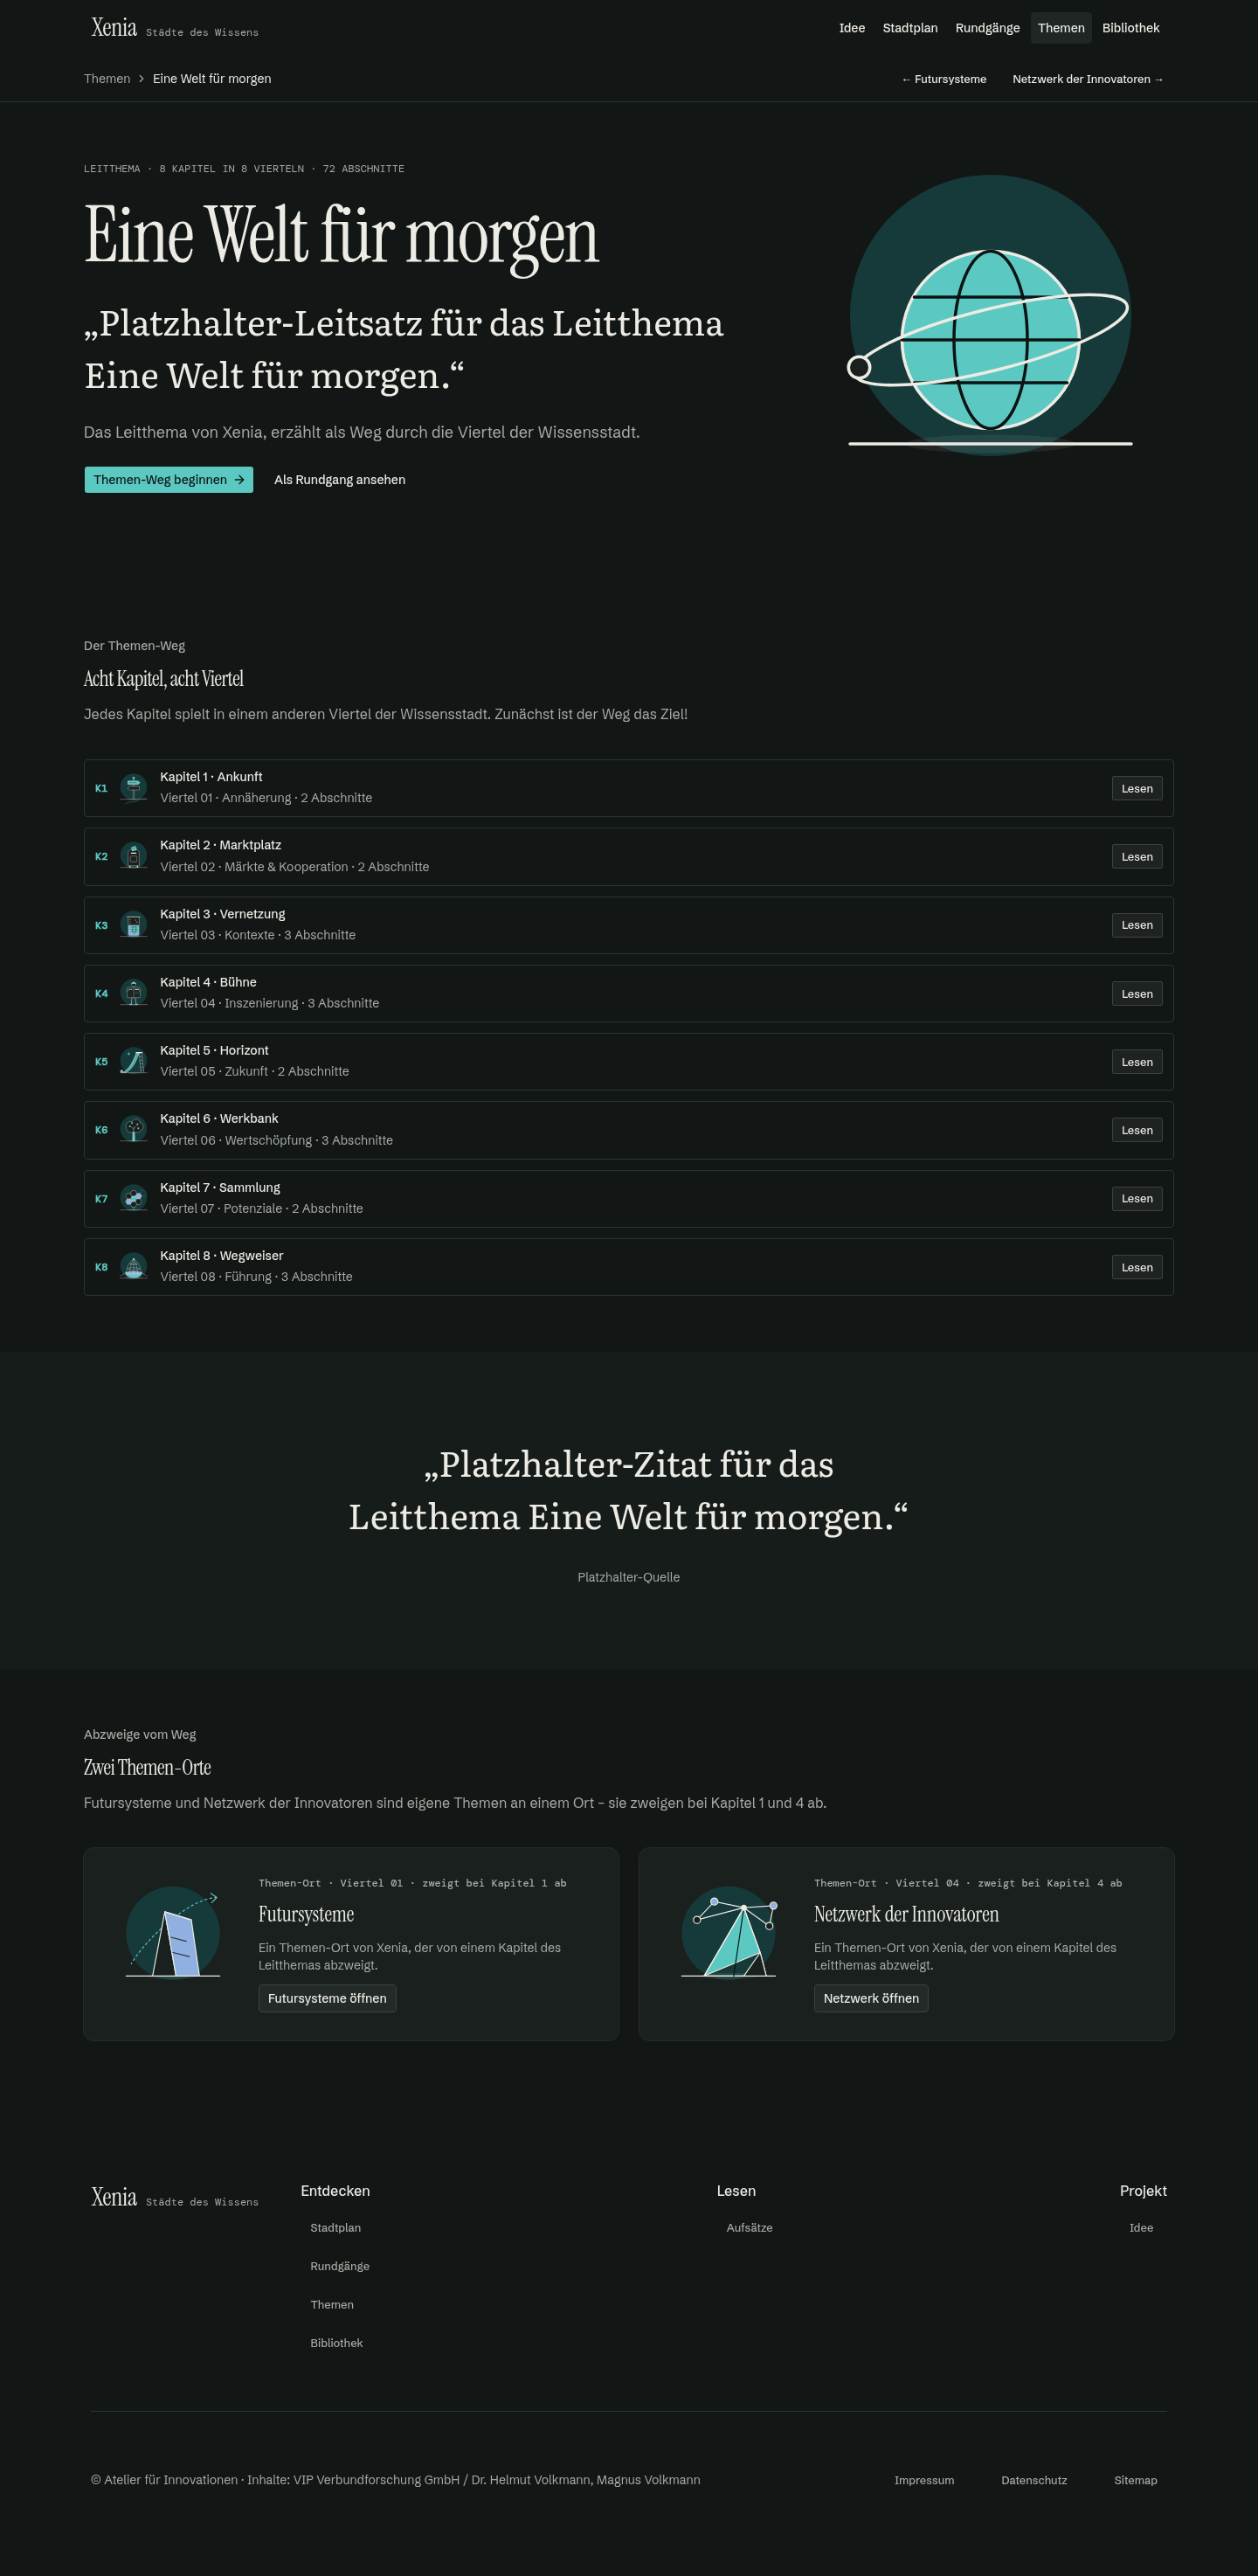 Xenia Städte des Wissens
Idee Stadtplan Rundgänge Themen Bibliothek
Themen › Eine Welt für morgen
← Futursysteme Netzwerk der Innovatoren →
LEITTHEMA · 8 KAPITEL IN 8 VIERTELN · 72 ABSCHNITTE
Eine Welt für morgen
„Platzhalter-Leitsatz für das Leitthema
Eine Welt für morgen.“
Das Leitthema von Xenia, erzählt als Weg durch die Viertel der Wissensstadt.
Themen-Weg beginnen → Als Rundgang ansehen
Der Themen-Weg
Acht Kapitel, acht Viertel
Jedes Kapitel spielt in einem anderen Viertel der Wissensstadt. Zunächst ist der Weg das Ziel!
K1
Kapitel 1 · Ankunft
Viertel 01 · Annäherung · 2 Abschnitte
Lesen
K2
Kapitel 2 · Marktplatz
Viertel 02 · Märkte & Kooperation · 2 Abschnitte
Lesen
K3
Kapitel 3 · Vernetzung
Viertel 03 · Kontexte · 3 Abschnitte
Lesen
K4
Kapitel 4 · Bühne
Viertel 04 · Inszenierung · 3 Abschnitte
Lesen
K5
Kapitel 5 · Horizont
Viertel 05 · Zukunft · 2 Abschnitte
Lesen
K6
Kapitel 6 · Werkbank
Viertel 06 · Wertschöpfung · 3 Abschnitte
Lesen
K7
Kapitel 7 · Sammlung
Viertel 07 · Potenziale · 2 Abschnitte
Lesen
K8
Kapitel 8 · Wegweiser
Viertel 08 · Führung · 3 Abschnitte
Lesen
„Platzhalter-Zitat für das
Leitthema Eine Welt für morgen.“
Platzhalter-Quelle
Abzweige vom Weg
Zwei Themen-Orte
Futursysteme und Netzwerk der Innovatoren sind eigene Themen an einem Ort – sie zweigen bei Kapitel 1 und 4 ab.
Themen-Ort · Viertel 01 · zweigt bei Kapitel 1 ab
Futursysteme
Ein Themen-Ort von Xenia, der von einem Kapitel des
Leitthemas abzweigt.
Futursysteme öffnen
Themen-Ort · Viertel 04 · zweigt bei Kapitel 4 ab
Netzwerk der Innovatoren
Ein Themen-Ort von Xenia, der von einem Kapitel des
Leitthemas abzweigt.
Netzwerk öffnen
Xenia Städte des Wissens
Entdecken
Stadtplan
Rundgänge
Themen
Bibliothek
Lesen
Aufsätze
Projekt
Idee
© Atelier für Innovationen · Inhalte: VIP Verbundforschung GmbH / Dr. Helmut Volkmann, Magnus Volkmann
Impressum Datenschutz Sitemap